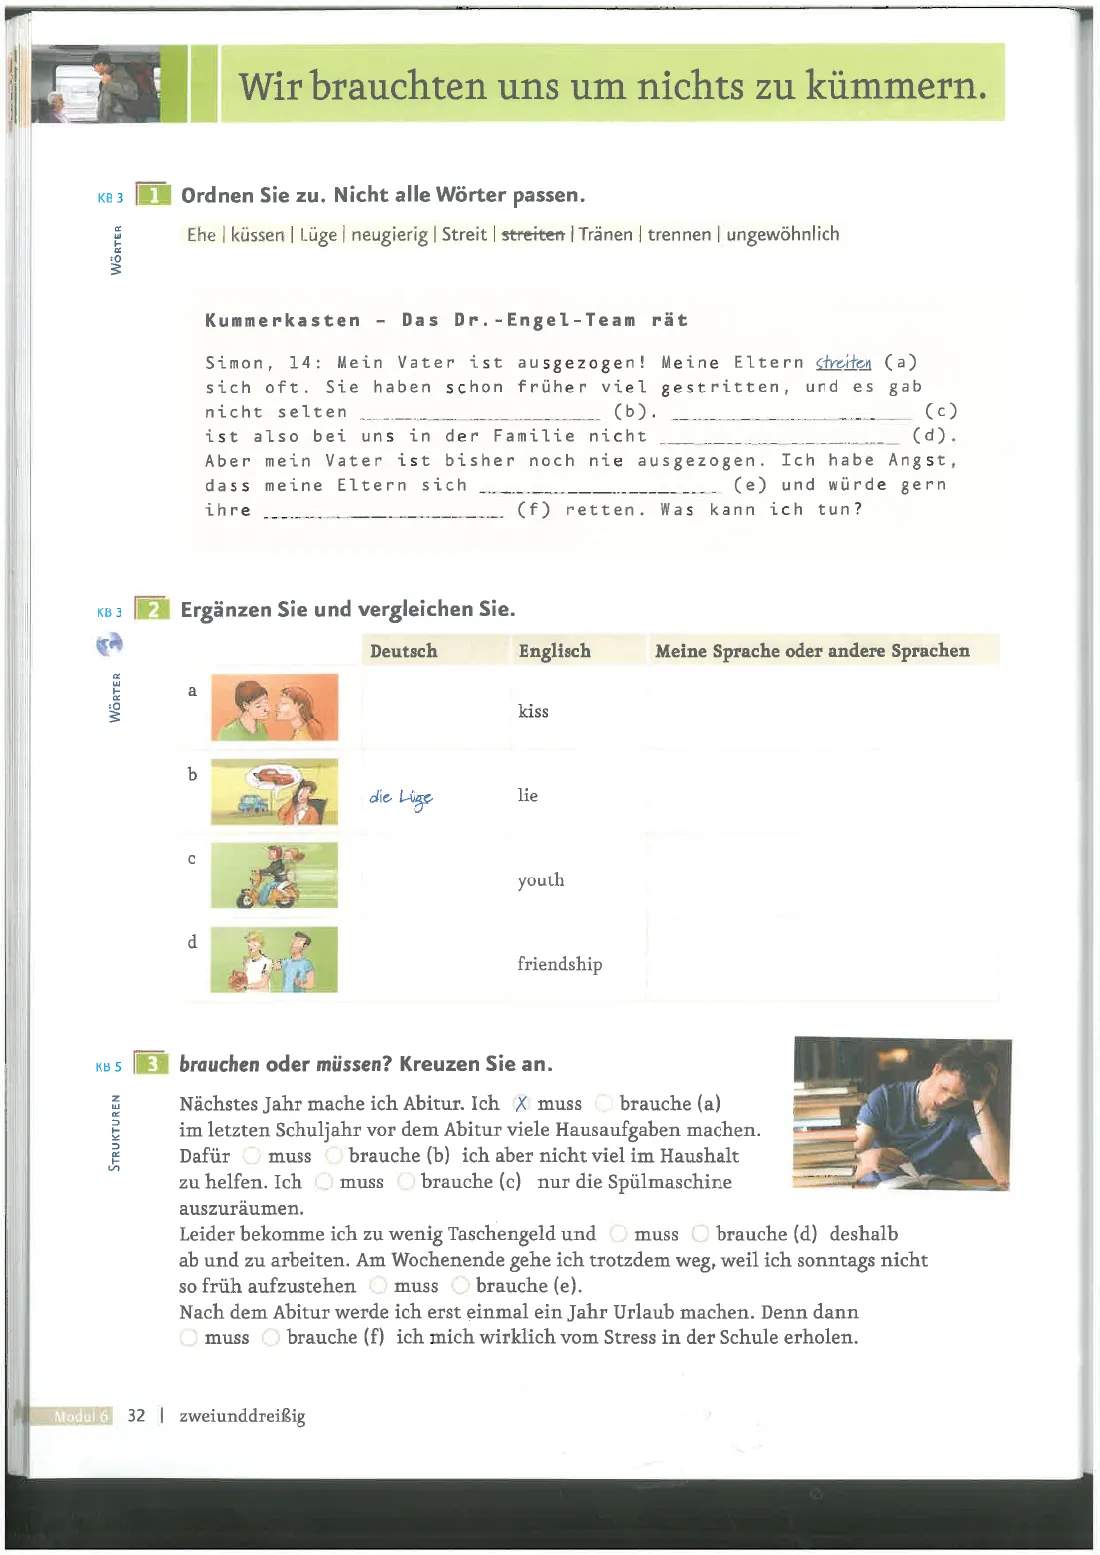 Wir brauchten uns um nichts zu kümmern.
KB 3 1 Ordnen Sie zu. Nicht alle Wörter passen.
WÖRTER
Ehe | küssen | Lüge | neugierig | Streit | streiten | Tränen | trennen | ungewöhnlich
Kummerkasten – Das Dr.-Engel-Team rät
Simon, 14: Mein Vater ist ausgezogen! Meine Eltern streiten (a)
sich oft. Sie haben schon früher viel gestritten, und es gab
nicht selten ____________________ (b). ____________________ (c)
ist also bei uns in der Familie nicht ____________________ (d).
Aber mein Vater ist bisher noch nie ausgezogen. Ich habe Angst,
dass meine Eltern sich ____________________ (e) und würde gern
ihre ____________________ (f) retten. Was kann ich tun?
KB 3 2 Ergänzen Sie und vergleichen Sie.
WÖRTER
Deutsch Englisch Meine Sprache oder andere Sprachen
a kiss
b die Lüge lie
c youth
d friendship
KB 5 3 brauchen oder müssen? Kreuzen Sie an.
STRUKTUREN
Nächstes Jahr mache ich Abitur. Ich X muss ○ brauche (a)
im letzten Schuljahr vor dem Abitur viele Hausaufgaben machen.
Dafür ○ muss ○ brauche (b) ich aber nicht viel im Haushalt
zu helfen. Ich ○ muss ○ brauche (c) nur die Spülmaschine
auszuräumen.
Leider bekomme ich zu wenig Taschengeld und ○ muss ○ brauche (d) deshalb
ab und zu arbeiten. Am Wochenende gehe ich trotzdem weg, weil ich sonntags nicht
so früh aufzustehen ○ muss ○ brauche (e).
Nach dem Abitur werde ich erst einmal ein Jahr Urlaub machen. Denn dann
○ muss ○ brauche (f) ich mich wirklich vom Stress in der Schule erholen.
Modul 6 32 | zweiunddreißig